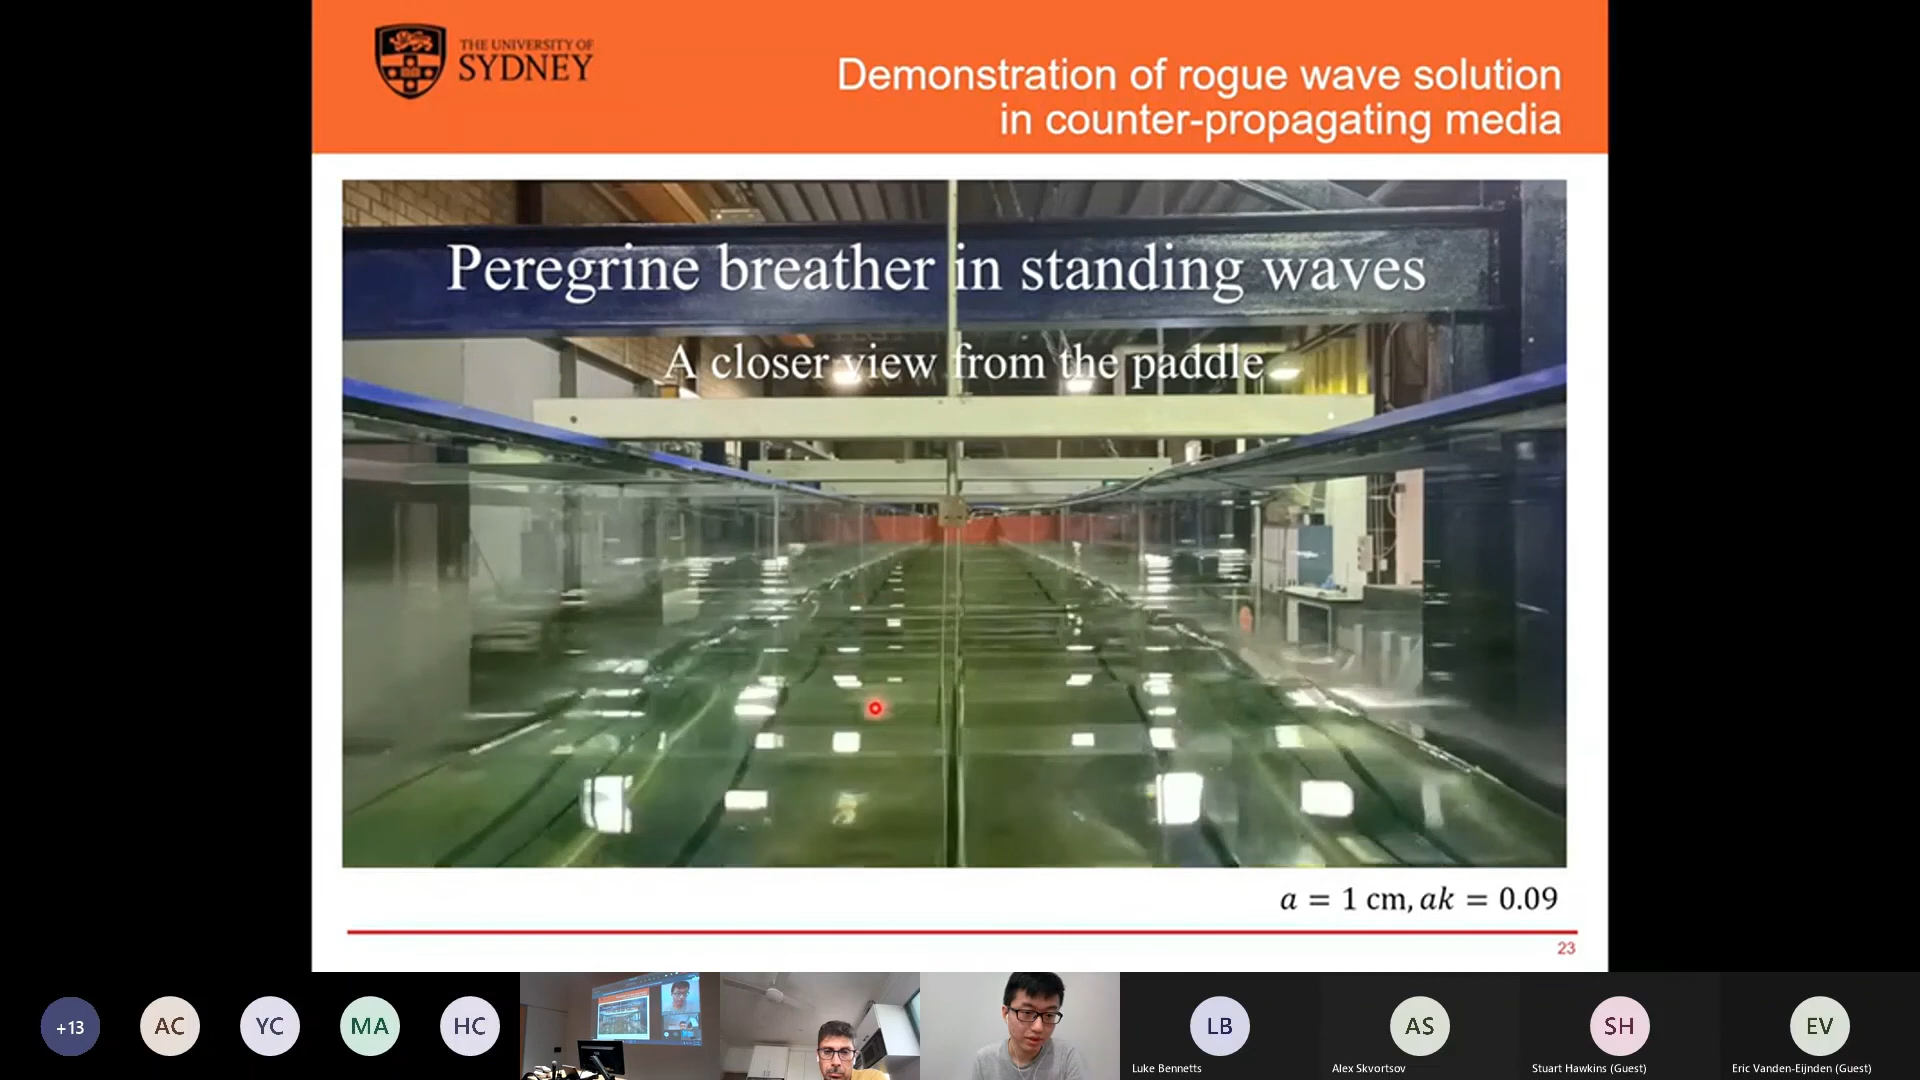 THE UNIVERSITY OF
SYDNEY
Demonstration of rogue wave solution
in counter-propagating media
Peregrine breather in standing waves
A closer view from the paddle
a = 1 cm, ak = 0.09
23
+13
AC
YC
MA
HC
LB
AS
SH
EV
Luke Bennetts
Alex Skvortsov
Stuart Hawkins (Guest)
Eric Vanden-Eijnden (Guest)